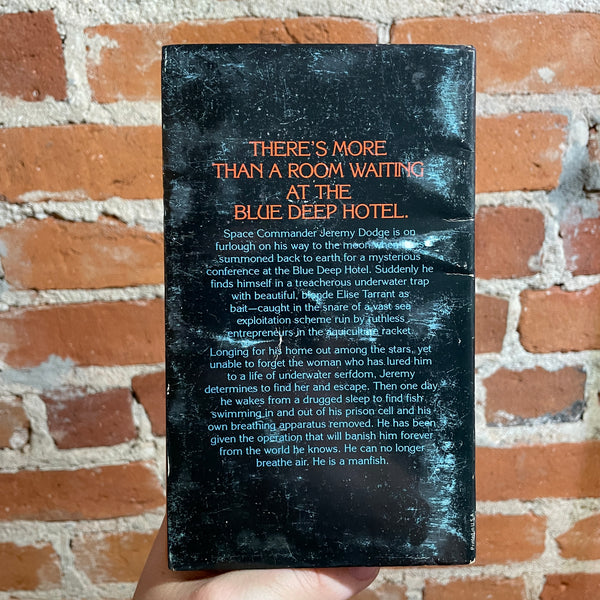 THERE'S MORE
THAN A ROOM WAITING
AT THE
BLUE DEEP HOTEL.
Space Commander Jeremy Dodge is on
furlough on his way to the moon when he is
summoned back to earth for a mysterious
conference at the Blue Deep Hotel. Suddenly he
finds himself in a treacherous underwater trap
with beautiful, blonde Elise Tarrant as
bait—caught in the snare of a vast sea
exploitation scheme run by ruthless
entrepreneurs in the aquiculture racket.
Longing for his home out among the stars, yet
unable to forget the woman who has lured him
to a life of underwater serfdom, Jeremy
determines to find her and escape. Then one day
he wakes from a drugged sleep to find fish
swimming in and out of his prison cell and his
own breathing apparatus removed. He has been
given the operation that will banish him forever
from the world he knows. He can no longer
breathe air. He is a manfish.